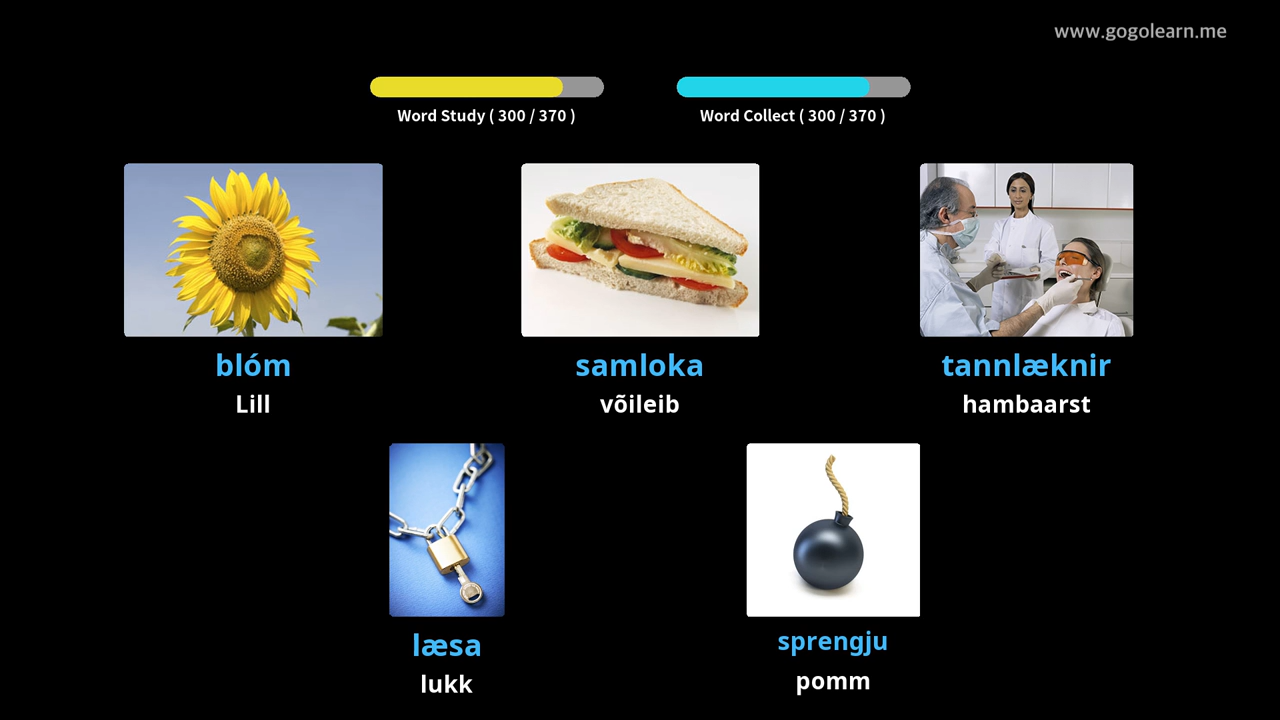 www.gogolearn.me
Word Study ( 300 / 370 )
Word Collect ( 300 / 370 )
blóm
Lill
samloka
võileib
tannlæknir
hambaarst
læsa
lukk
sprengju
pomm